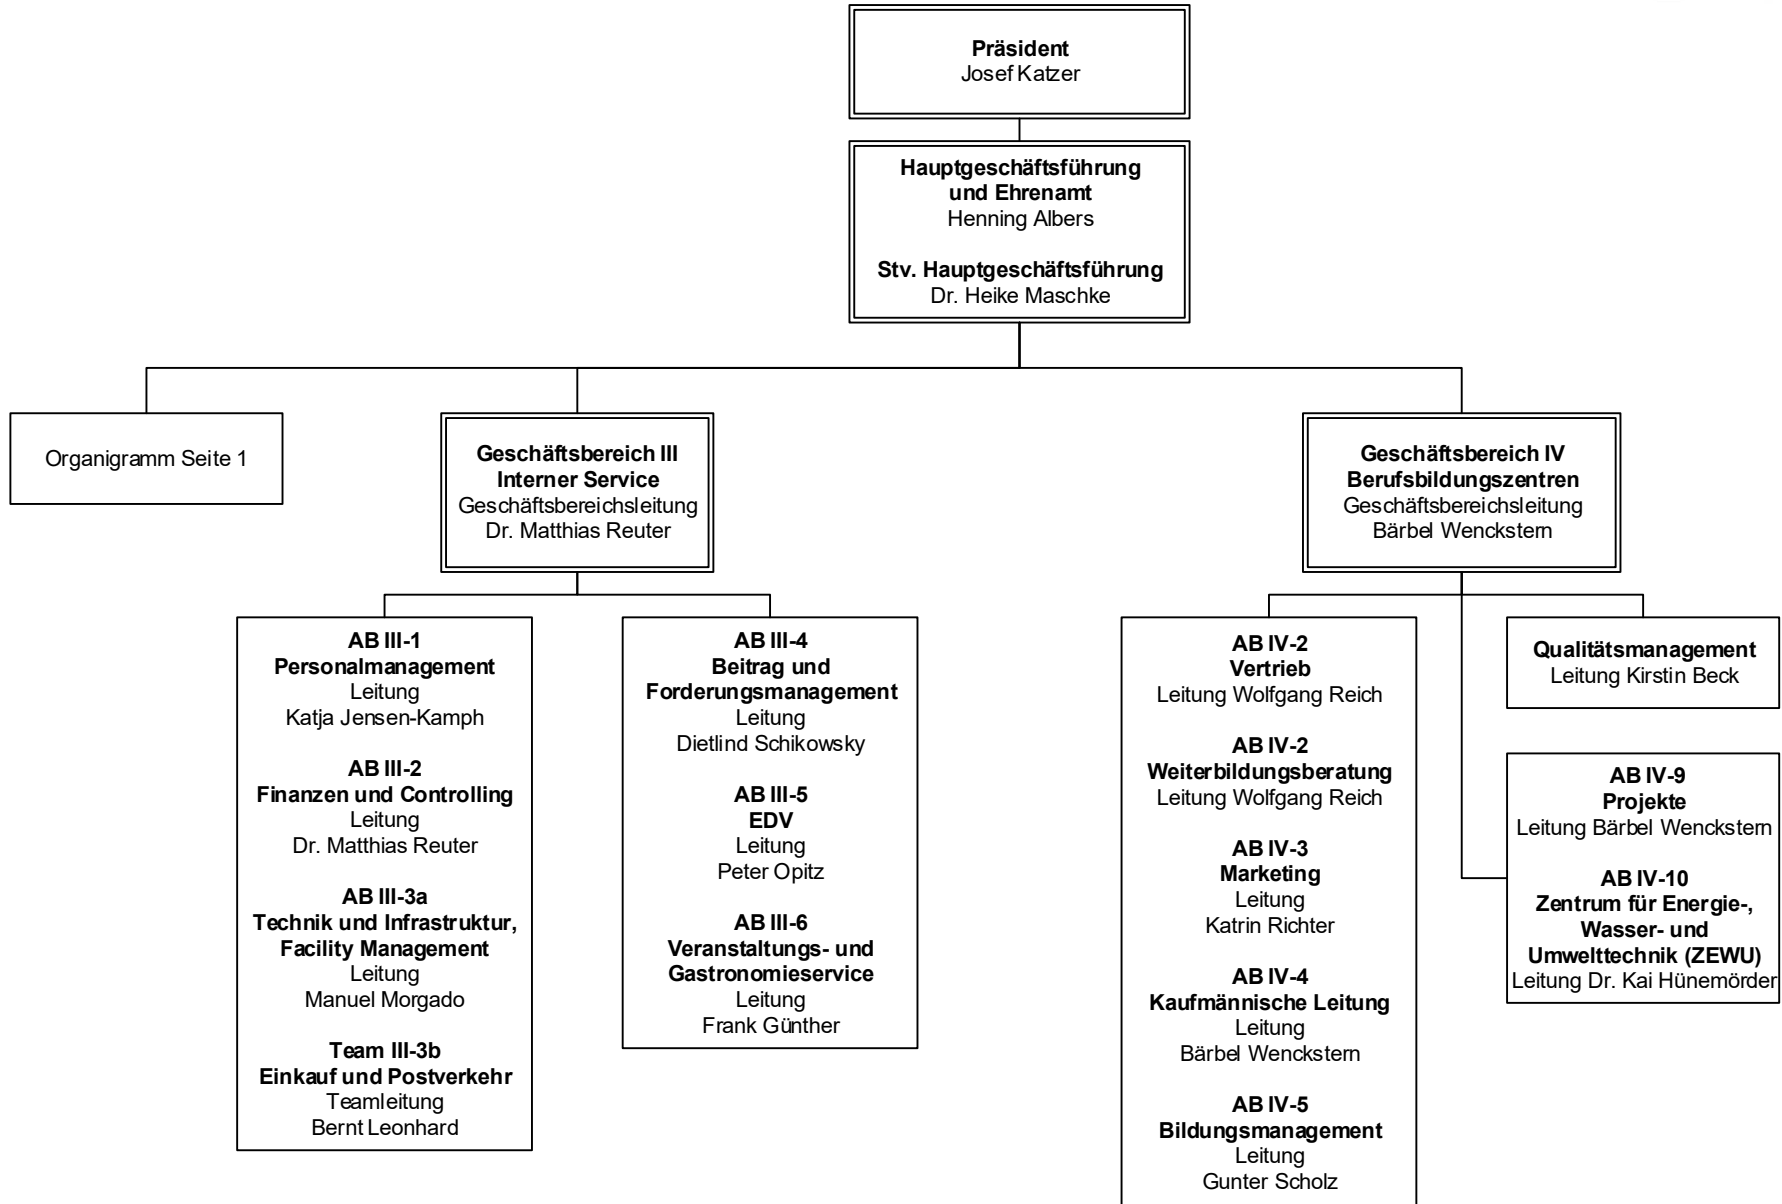 Präsident
Josef Katzer
Hauptgeschäftsführung
und Ehrenamt
Henning Albers
Stv. Hauptgeschäftsführung
Dr. Heike Maschke
Organigramm Seite 1
Geschäftsbereich III
Interner Service
Geschäftsbereichsleitung
Dr. Matthias Reuter
Geschäftsbereich IV
Berufsbildungszentren
Geschäftsbereichsleitung
Bärbel Wenckstern
AB III-1
Personalmanagement
Leitung
Katja Jensen-Kamph
AB III-2
Finanzen und Controlling
Leitung
Dr. Matthias Reuter
AB III-3a
Technik und Infrastruktur,
Facility Management
Leitung
Manuel Morgado
Team III-3b
Einkauf und Postverkehr
Teamleitung
Bernt Leonhard
AB III-4
Beitrag und
Forderungsmanagement
Leitung
Dietlind Schikowsky
AB III-5
EDV
Leitung
Peter Opitz
AB III-6
Veranstaltungs- und
Gastronomieservice
Leitung
Frank Günther
AB IV-2
Vertrieb
Leitung Wolfgang Reich
AB IV-2
Weiterbildungsberatung
Leitung Wolfgang Reich
AB IV-3
Marketing
Leitung
Katrin Richter
AB IV-4
Kaufmännische Leitung
Leitung
Bärbel Wenckstern
AB IV-5
Bildungsmanagement
Leitung
Gunter Scholz
Qualitätsmanagement
Leitung Kirstin Beck
AB IV-9
Projekte
Leitung Bärbel Wenckstern
AB IV-10
Zentrum für Energie-,
Wasser- und
Umwelttechnik (ZEWU)
Leitung Dr. Kai Hünemörder